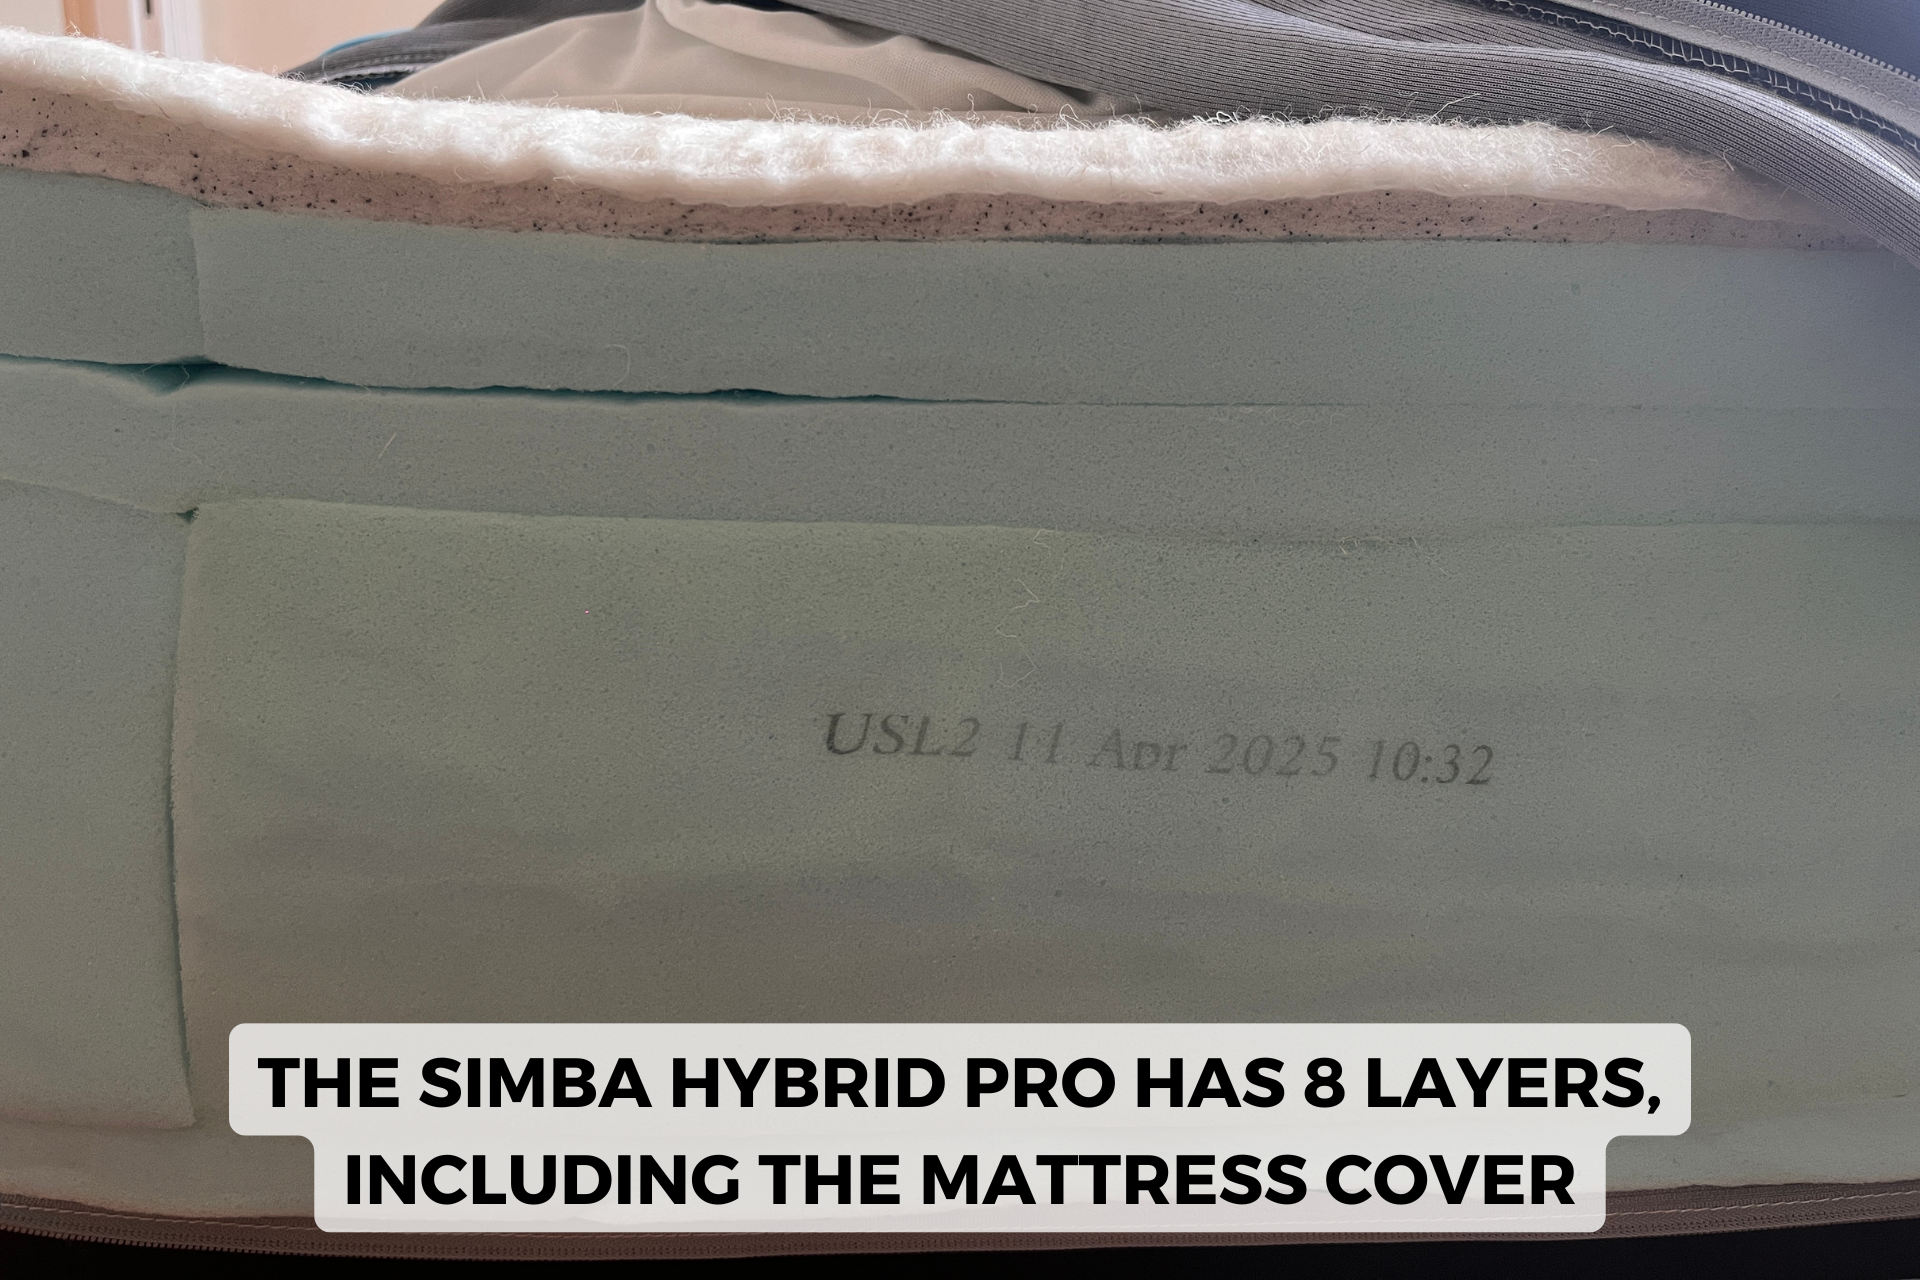 USL2 11 Apr 2025 10:32
THE SIMBA HYBRID PRO HAS 8 LAYERS,
INCLUDING THE MATTRESS COVER